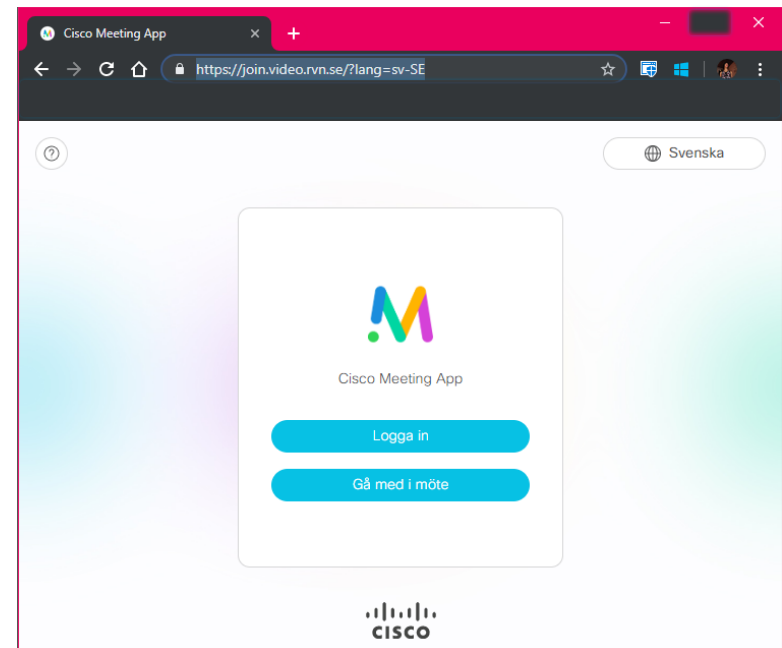 Cisco Meeting App
https://join.video.rvn.se/?lang=sv-SE
Svenska
Cisco Meeting App
Logga in
Gå med i möte
CISCO